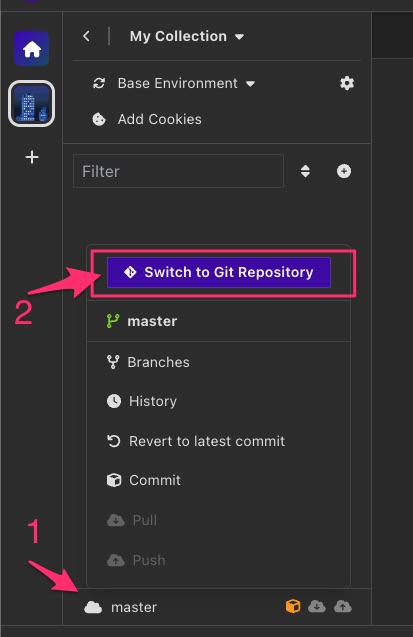 My Collection
Base Environment
Add Cookies
Filter
Switch to Git Repository
2
master
Branches
History
Revert to latest commit
Commit
Pull
1
Push
master